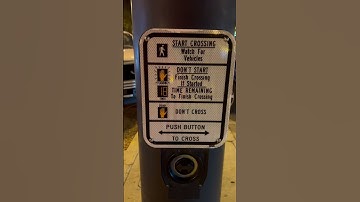 START CROSSING
Watch For
Vehicles
DON'T START
Finish Crossing
If Started
TIME REMAINING
To Finish Crossing
DON'T CROSS
PUSH BUTTON
TO CROSS